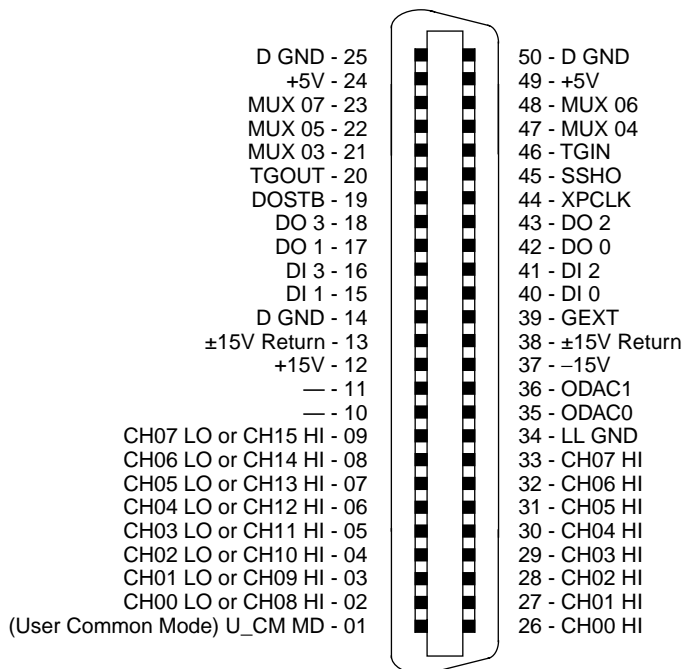 D GND - 25
+5V - 24
MUX 07 - 23
MUX 05 - 22
MUX 03 - 21
TGOUT - 20
DOSTB - 19
DO 3 - 18
DO 1 - 17
DI 3 - 16
DI 1 - 15
D GND - 14
±15V Return - 13
+15V - 12
— - 11
— - 10
CH07 LO or CH15 HI - 09
CH06 LO or CH14 HI - 08
CH05 LO or CH13 HI - 07
CH04 LO or CH12 HI - 06
CH03 LO or CH11 HI - 05
CH02 LO or CH10 HI - 04
CH01 LO or CH09 HI - 03
CH00 LO or CH08 HI - 02
(User Common Mode) U_CM MD - 01
50 - D GND
49 - +5V
48 - MUX 06
47 - MUX 04
46 - TGIN
45 - SSHO
44 - XPCLK
43 - DO 2
42 - DO 0
41 - DI 2
40 - DI 0
39 - GEXT
38 - ±15V Return
37 - −15V
36 - ODAC1
35 - ODAC0
34 - LL GND
33 - CH07 HI
32 - CH06 HI
31 - CH05 HI
30 - CH04 HI
29 - CH03 HI
28 - CH02 HI
27 - CH01 HI
26 - CH00 HI